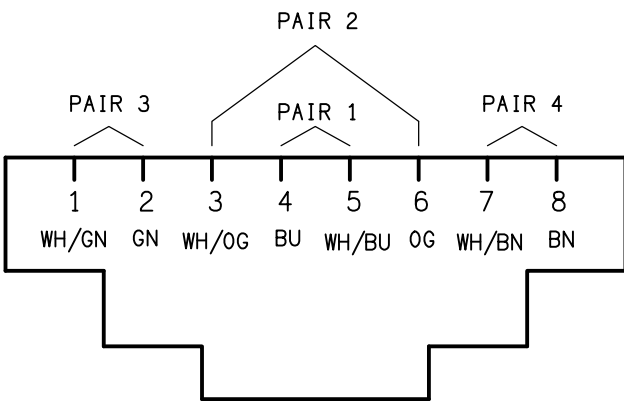 PAIR 2
PAIR 3 PAIR 1 PAIR 4
1 2 3 4 5 6 7 8
WH/GN GN WH/OG BU WH/BU OG WH/BN BN